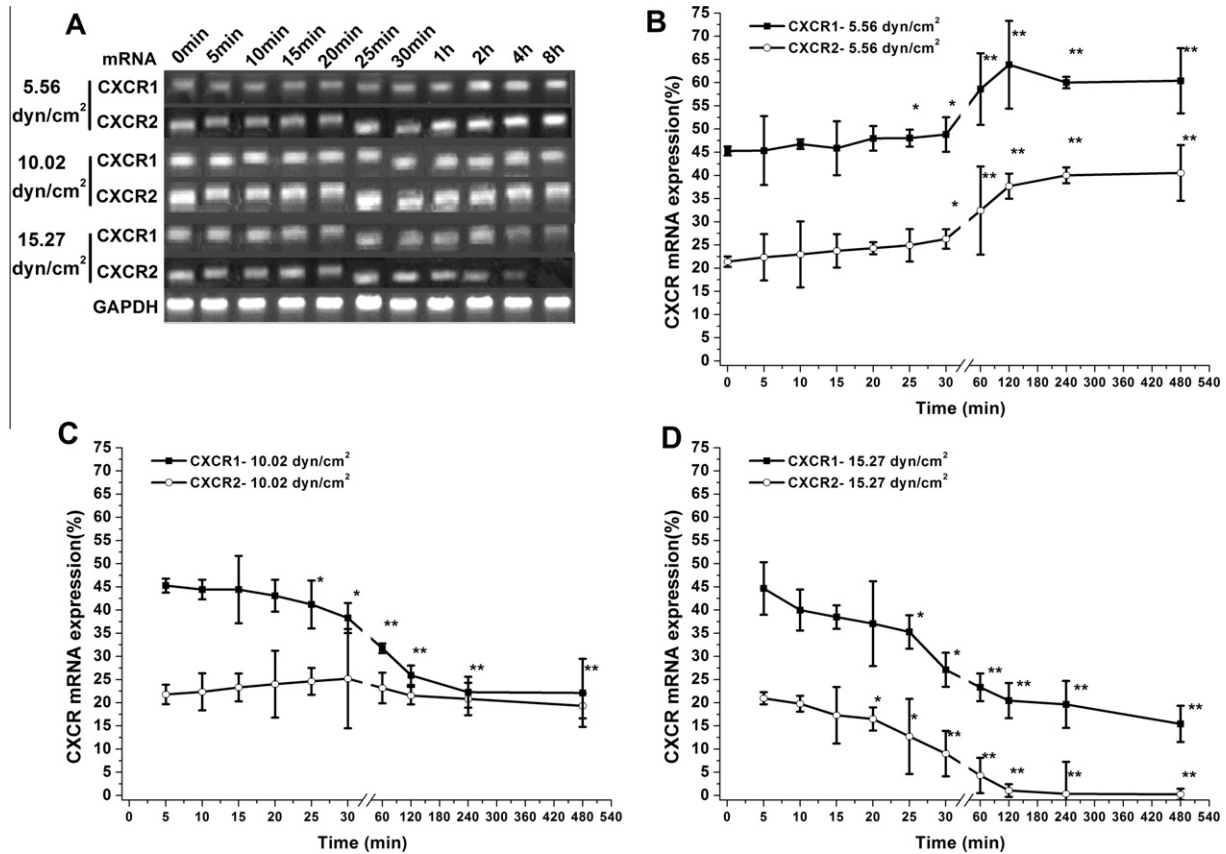 A
mRNA 0min 5min 10min 15min 20min 25min 30min 1h 2h 4h 8h
5.56 dyn/cm2
CXCR1
CXCR2
10.02 dyn/cm2
CXCR1
CXCR2
15.27 dyn/cm2
CXCR1
CXCR2
GAPDH
B
CXCR1- 5.56 dyn/cm2
CXCR2- 5.56 dyn/cm2
CXCR mRNA expression(%)
75
70
65
60
55
50
45
40
35
30
25
20
15
10
5
0
* * ** ** ** **
* ** ** ** **
0 5 10 15 20 25 30 60 120 180 240 300 360 420 480 540
Time (min)
C
CXCR1- 10.02 dyn/cm2
CXCR2- 10.02 dyn/cm2
CXCR mRNA expression(%)
75
70
65
60
55
50
45
40
35
30
25
20
15
10
5
0
* * ** ** ** **
0 5 10 15 20 25 30 60 120 180 240 300 360 420 480 540
Time (min)
D
CXCR1- 15.27 dyn/cm2
CXCR2- 15.27 dyn/cm2
CXCR mRNA expression(%)
75
70
65
60
55
50
45
40
35
30
25
20
15
10
5
0
* * ** ** ** **
* * ** ** ** ** **
0 5 10 15 20 25 30 60 120 180 240 300 360 420 480 540
Time (min)